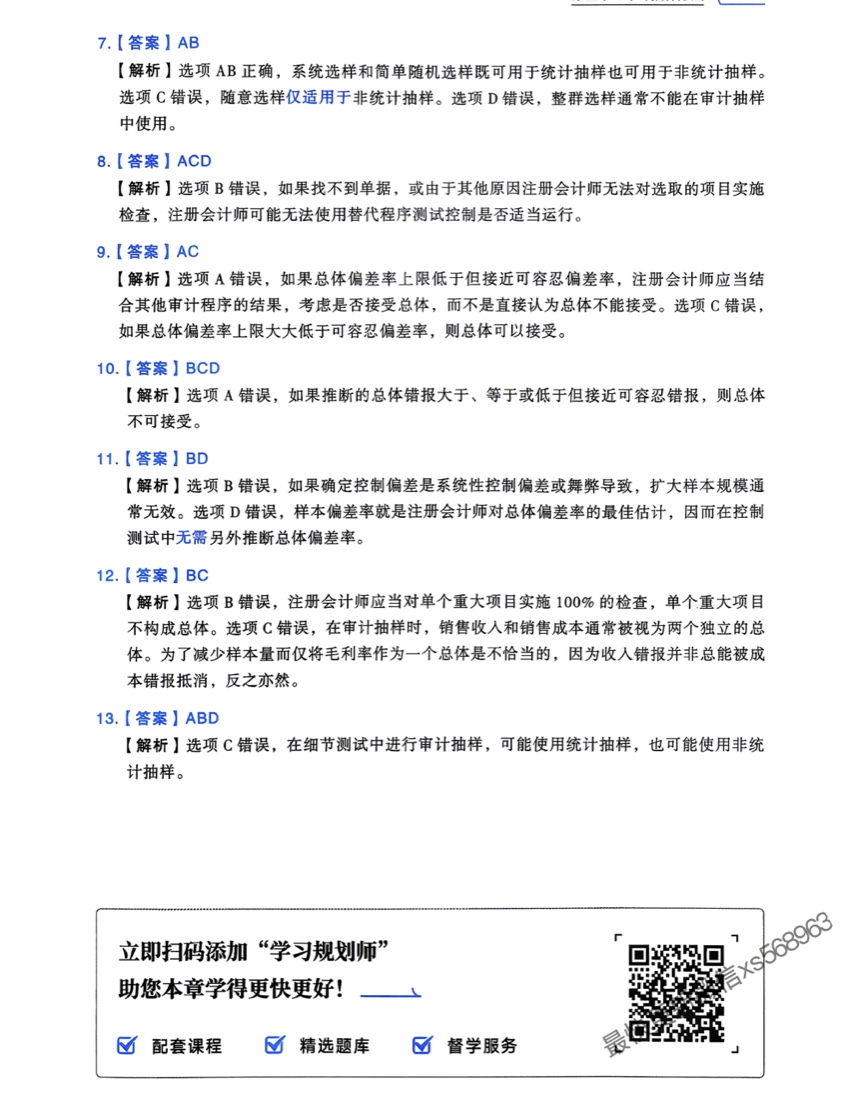 7.【答案】AB
【解析】选项 AB 正确，系统选样和简单随机选样既可用于统计抽样也可用于非统计抽样。
选项 C 错误，随意选样仅适用于非统计抽样。选项 D 错误，整群选样通常不能在审计抽样
中使用。
8.【答案】ACD
【解析】选项 B 错误，如果找不到单据，或由于其他原因注册会计师无法对选取的项目实施
检查，注册会计师可能无法使用替代程序测试控制是否适当运行。
9.【答案】AC
【解析】选项 A 错误，如果总体偏差率上限低于但接近可容忍偏差率，注册会计师应当结
合其他审计程序的结果，考虑是否接受总体，而不是直接认为总体不能接受。选项 C 错误，
如果总体偏差率上限大大低于可容忍偏差率，则总体可以接受。
10.【答案】BCD
【解析】选项 A 错误，如果推断的总体错报大于、等于或低于但接近可容忍错报，则总体
不可接受。
11.【答案】BD
【解析】选项 B 错误，如果确定控制偏差是系统性控制偏差或舞弊导致，扩大样本规模通
常无效。选项 D 错误，样本偏差率就是注册会计师对总体偏差率的最佳估计，因而在控制
测试中无需另外推断总体偏差率。
12.【答案】BC
【解析】选项 B 错误，注册会计师应当对单个重大项目实施 100% 的检查，单个重大项目
不构成总体。选项 C 错误，在审计抽样时，销售收入和销售成本通常被视为两个独立的总
体。为了减少样本量而仅将毛利率作为一个总体是不恰当的，因为收入错报并非总能被成
本错报抵消，反之亦然。
13.【答案】ABD
【解析】选项 C 错误，在细节测试中进行审计抽样，可能使用统计抽样，也可能使用非统
计抽样。
立即扫码添加“学习规划师”
助您本章学得更快更好！
配套课程 精选题库 督学服务
信xs568963